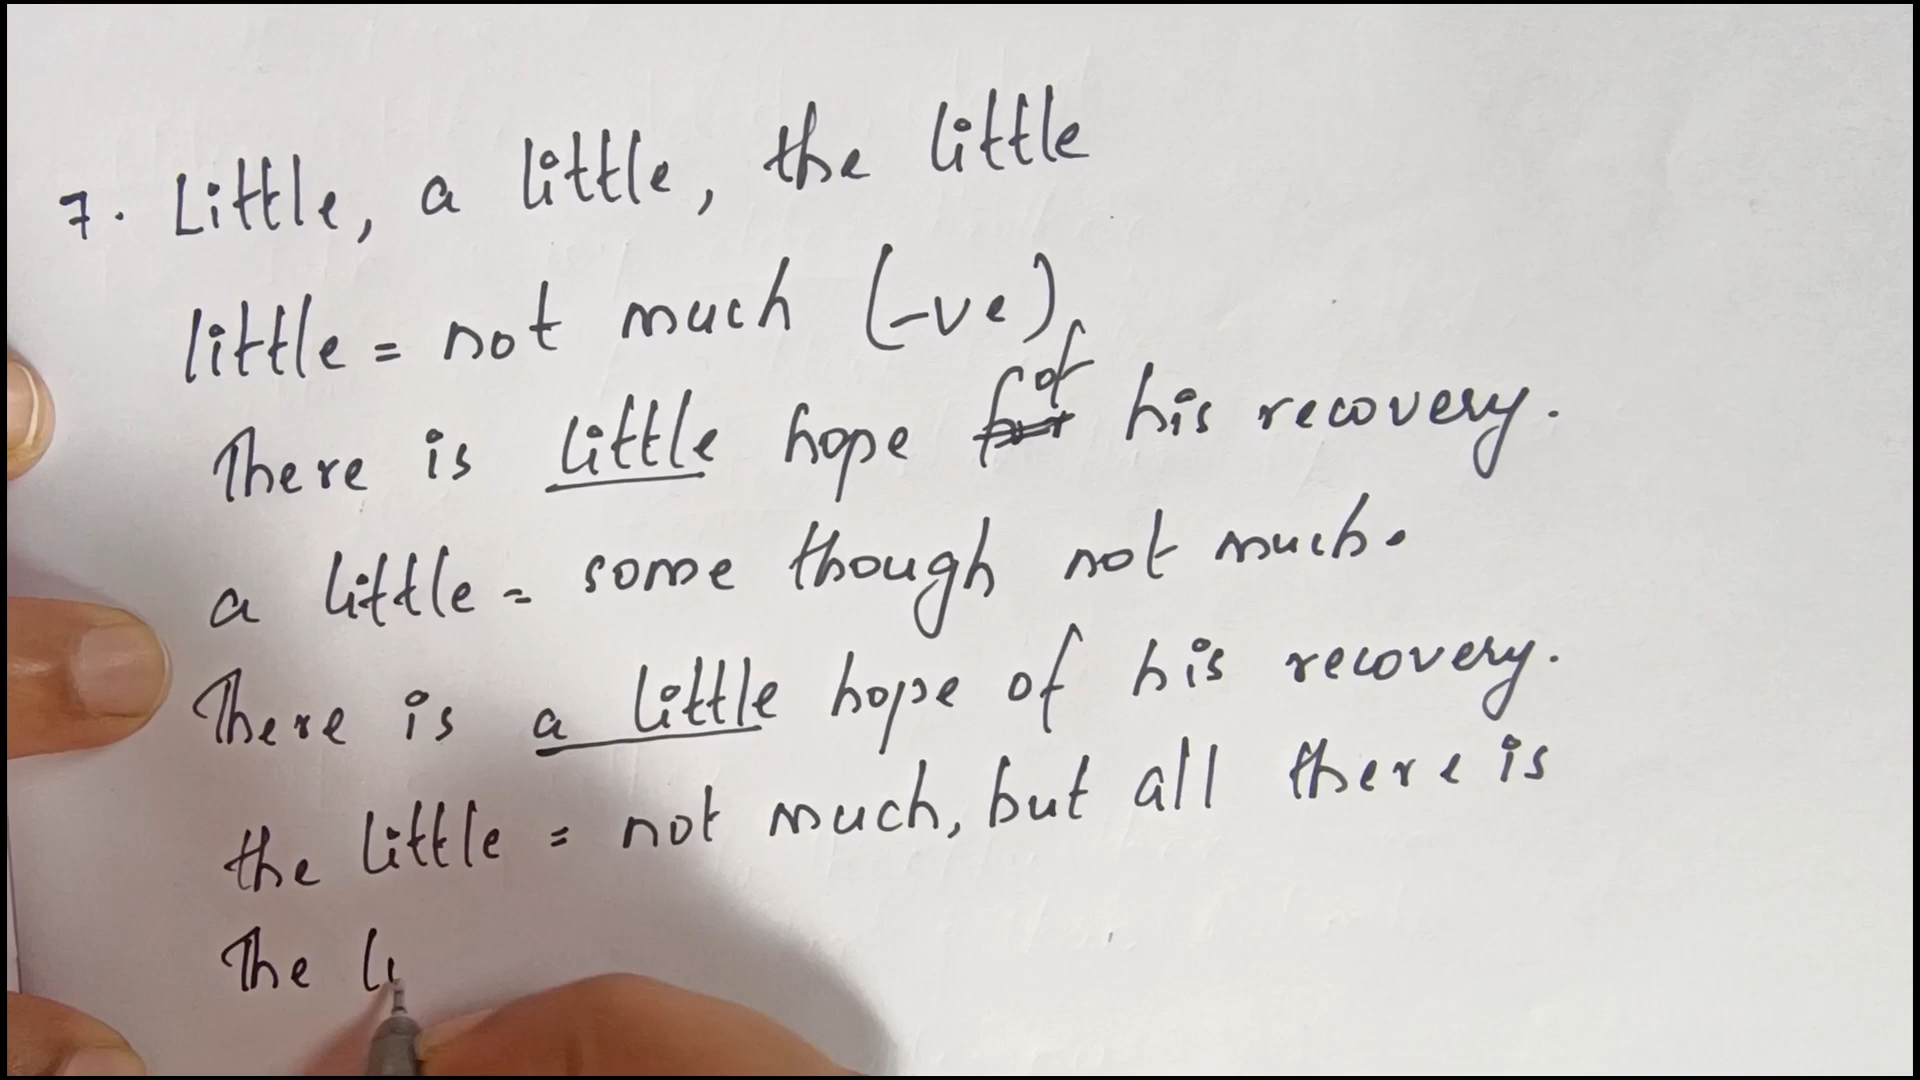 7. Little, a little, the little
little = not much (-ve)
There is little hope of his recovery.
a little = some though not much.
There is a little hope of his recovery.
the little = not much, but all there is
The li